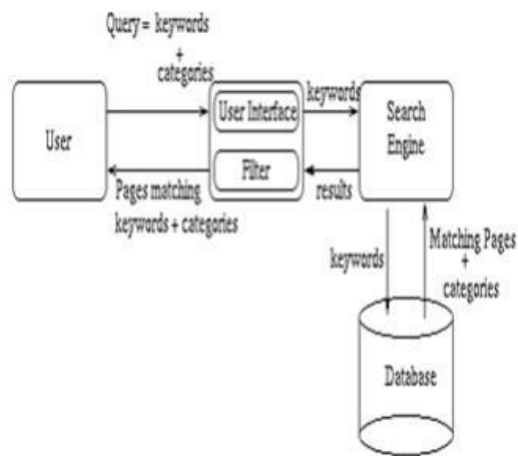 Query = keywords
+
categories
User
User Interface
Filter
keywords
results
Search
Engine
Pages matching
keywords + categories
keywords
Matching Pages
+
categories
Database